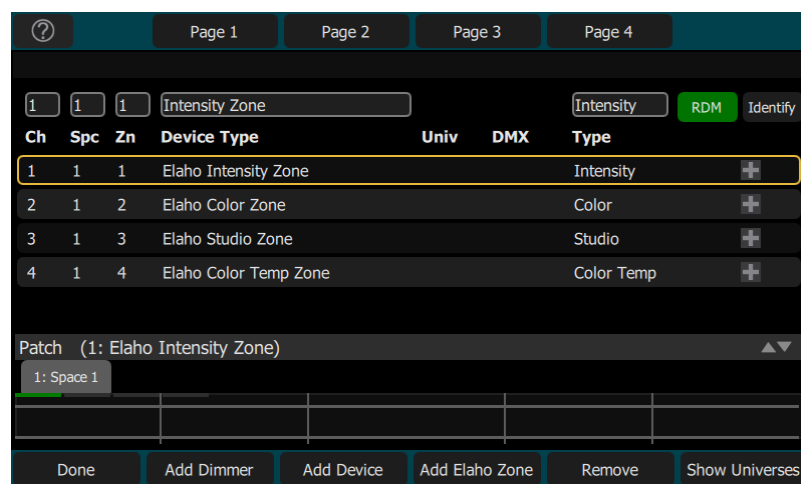 ? Page 1 Page 2 Page 3 Page 4
1 1 1 Intensity Zone Intensity RDM Identify
Ch Spc Zn Device Type Univ DMX Type
1 1 1 Elaho Intensity Zone Intensity
2 1 2 Elaho Color Zone Color
3 1 3 Elaho Studio Zone Studio
4 1 4 Elaho Color Temp Zone Color Temp
Patch (1: Elaho Intensity Zone)
1: Space 1
Done Add Dimmer Add Device Add Elaho Zone Remove Show Universes